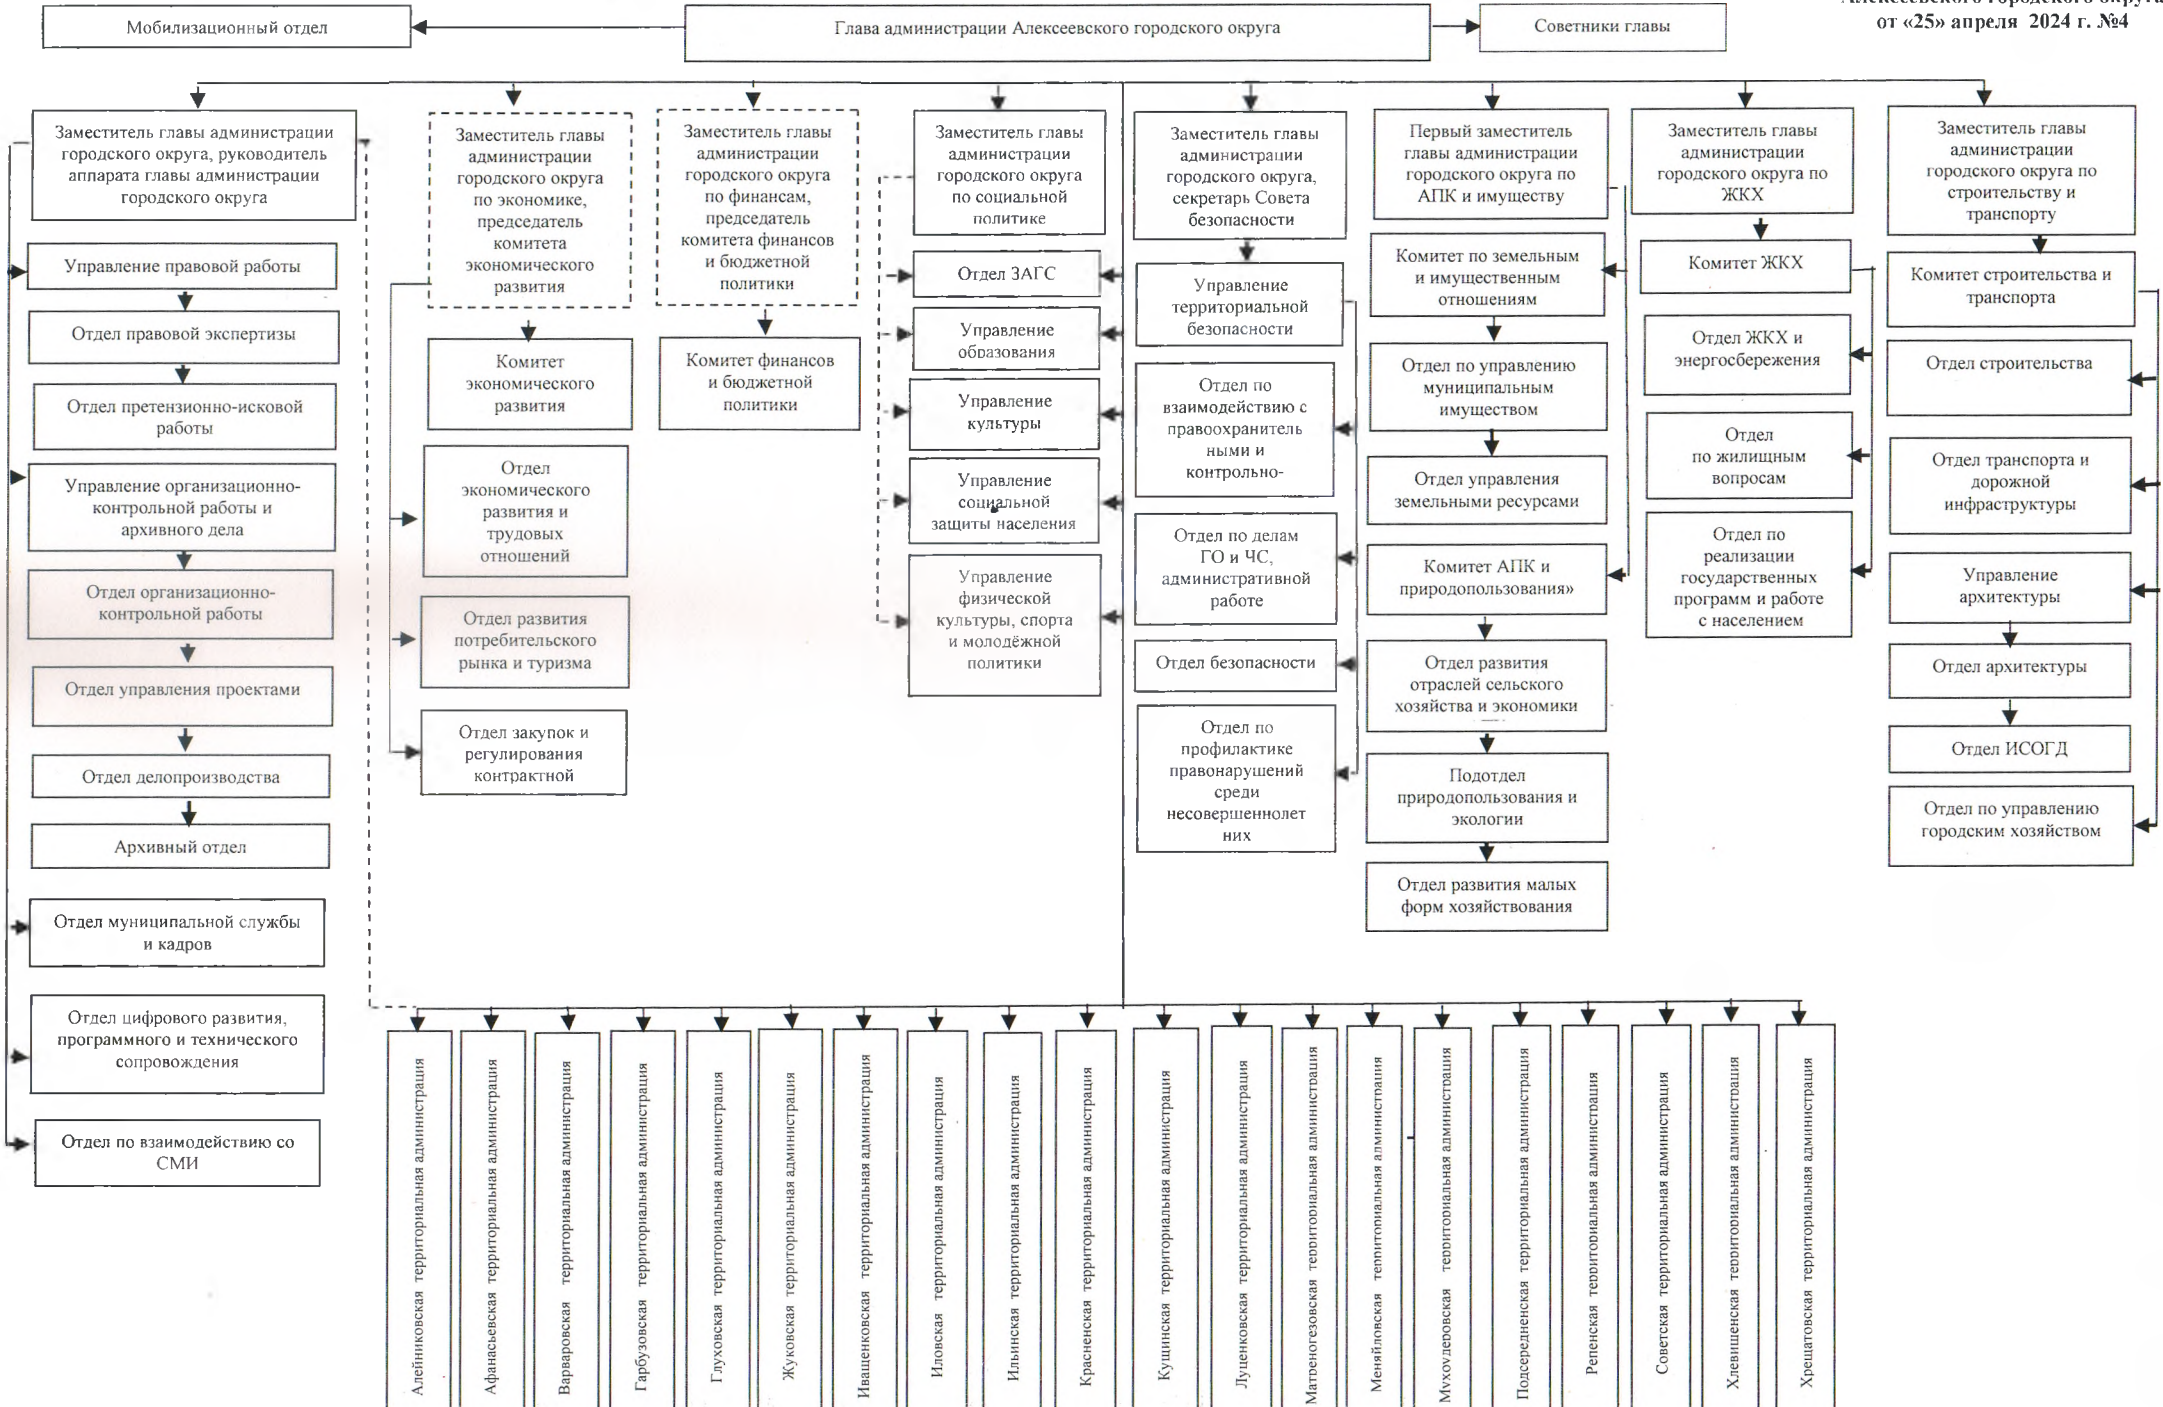 Алексеевского городского округа
от «25» апреля 2024 г. №4
Мобилизационный отдел
Глава администрации Алексеевского городского округа
Советники главы
Заместитель главы администрации
городского округа, руководитель
аппарата главы администрации
городского округа
Управление правовой работы
Отдел правовой экспертизы
Отдел претензионно-исковой
работы
Управление организационно-
контрольной работы и
архивного дела
Отдел организационно-
контрольной работы
Отдел управления проектами
Отдел делопроизводства
Архивный отдел
Отдел муниципальной службы
и кадров
Отдел цифрового развития,
программного и технического
сопровождения
Отдел по взаимодействию со
СМИ
Заместитель главы
администрации
городского округа
по экономике,
председатель
комитета
экономического
развития
Комитет
экономического
развития
Отдел
экономического
развития и
трудовых
отношений
Отдел развития
потребительского
рынка и туризма
Отдел закупок и
регулирования
контрактной
Заместитель главы
администрации
городского округа
по финансам,
председатель
комитета финансов
и бюджетной
политики
Комитет финансов
и бюджетной
политики
Заместитель главы
администрации
городского округа
по социальной
политике
Отдел ЗАГС
Управление
образования
Управление
культуры
Управление
социальной
защиты населения
Управление
физической
культуры, спорта
и молодёжной
политики
Заместитель главы
администрации
городского округа,
секретарь Совета
безопасности
Управление
территориальной
безопасности
Отдел по
взаимодействию с
правоохранитель
ными и
контрольно-
Отдел по делам
ГО и ЧС,
административной
работе
Отдел безопасности
Отдел по
профилактике
правонарушений
среди
несовершеннолет
них
Первый заместитель
главы администрации
городского округа по
АПК и имуществу
Комитет по земельным
и имущественным
отношениям
Отдел по управлению
муниципальным
имуществом
Отдел управления
земельными ресурсами
Комитет АПК и
природопользования»
Отдел развития
отраслей сельского
хозяйства и экономики
Подотдел
природопользования и
экологии
Отдел развития малых
форм хозяйствования
Заместитель главы
администрации
городского округа по
ЖКХ
Комитет ЖКХ
Отдел ЖКХ и
энергосбережения
Отдел
по жилищным
вопросам
Отдел по
реализации
государственных
программ и работе
с населением
Заместитель главы
администрации
городского округа по
строительству и
транспорту
Комитет строительства и
транспорта
Отдел строительства
Отдел транспорта и
дорожной
инфраструктуры
Управление
архитектуры
Отдел архитектуры
Отдел ИСОГД
Отдел по управлению
городским хозяйством
Алейниковская территориальная администрация
Афанасьевская территориальная администрация
Варваровская территориальная администрация
Гарбузовская территориальная администрация
Глуховская территориальная администрация
Жуковская территориальная администрация
Иващенковская территориальная администрация
Иловская территориальная администрация
Ильинская территориальная администрация
Красненская территориальная администрация
Кущинская территориальная администрация
Луценковская территориальная администрация
Матреногезовская территориальная администрация
Меняйловская территориальная администрация
Мухоудеровская территориальная администрация
Подсередненская территориальная администрация
Репенская территориальная администрация
Советская территориальная администрация
Хлевищенская территориальная администрация
Хрещатовская территориальная администрация